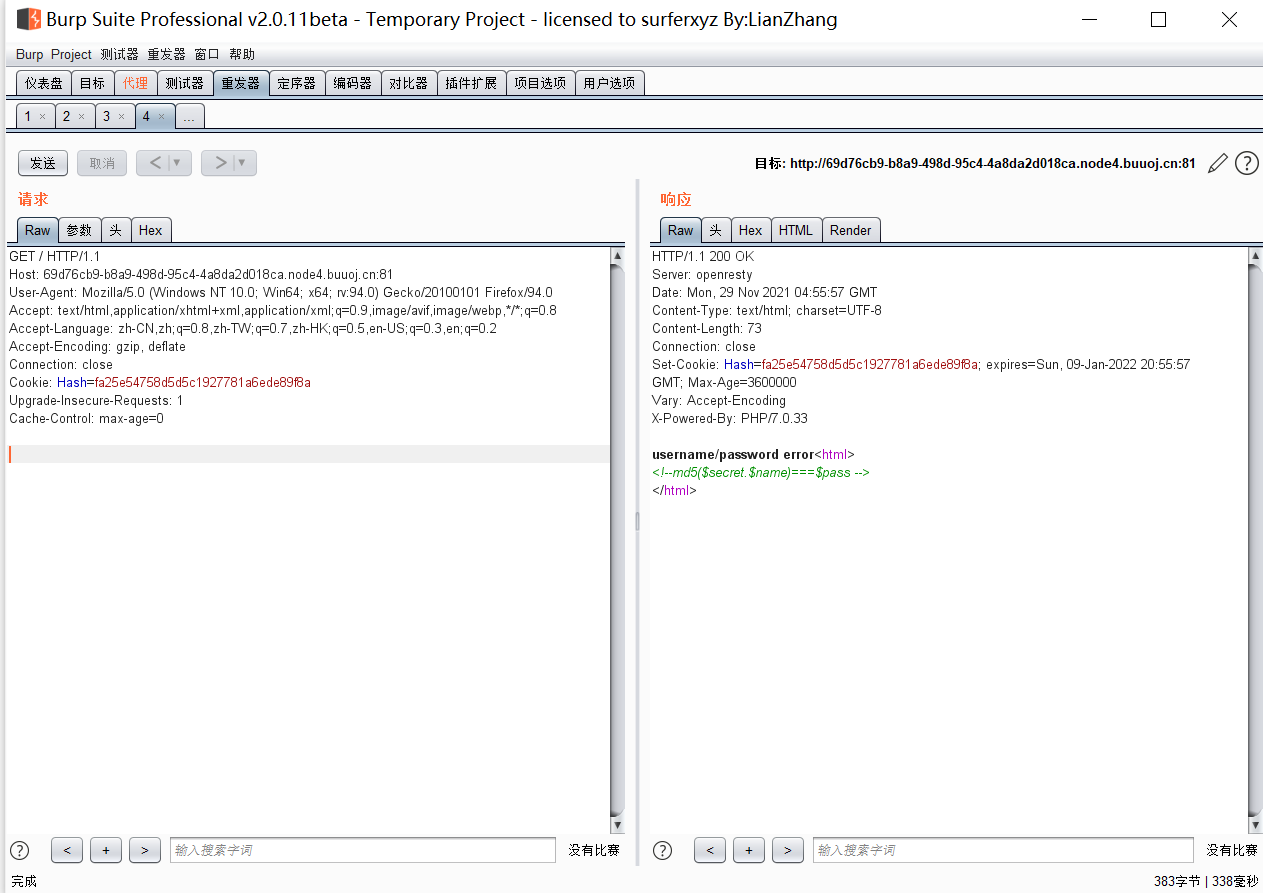 Burp Suite Professional v2.0.11beta - Temporary Project - licensed to surferxyz By:LianZhang
Burp Project 测试器 重发器 窗口 帮助
仪表盘 目标 代理 测试器 重发器 定序器 编码器 对比器 插件扩展 项目选项 用户选项
1 × 2 × 3 × 4 × ...
发送 取消 < ▼ > ▼ 目标: http://69d76cb9-b8a9-498d-95c4-4a8da2d018ca.node4.buuoj.cn:81 ?
请求
Raw 参数 头 Hex
GET / HTTP/1.1
Host: 69d76cb9-b8a9-498d-95c4-4a8da2d018ca.node4.buuoj.cn:81
User-Agent: Mozilla/5.0 (Windows NT 10.0; Win64; x64; rv:94.0) Gecko/20100101 Firefox/94.0
Accept: text/html,application/xhtml+xml,application/xml;q=0.9,image/avif,image/webp,*/*;q=0.8
Accept-Language: zh-CN,zh;q=0.8,zh-TW;q=0.7,zh-HK;q=0.5,en-US;q=0.3,en;q=0.2
Accept-Encoding: gzip, deflate
Connection: close
Cookie: Hash=fa25e54758d5d5c1927781a6ede89f8a
Upgrade-Insecure-Requests: 1
Cache-Control: max-age=0
? < + > 输入搜索字词 没有比赛
响应
Raw 头 Hex HTML Render
HTTP/1.1 200 OK
Server: openresty
Date: Mon, 29 Nov 2021 04:55:57 GMT
Content-Type: text/html; charset=UTF-8
Content-Length: 73
Connection: close
Set-Cookie: Hash=fa25e54758d5d5c1927781a6ede89f8a; expires=Sun, 09-Jan-2022 20:55:57
GMT; Max-Age=3600000
Vary: Accept-Encoding
X-Powered-By: PHP/7.0.33
username/password error<html>
<!--md5($secret.$name)===$pass -->
</html>
? < + > 输入搜索字词 没有比赛
完成 383字节 | 338毫秒